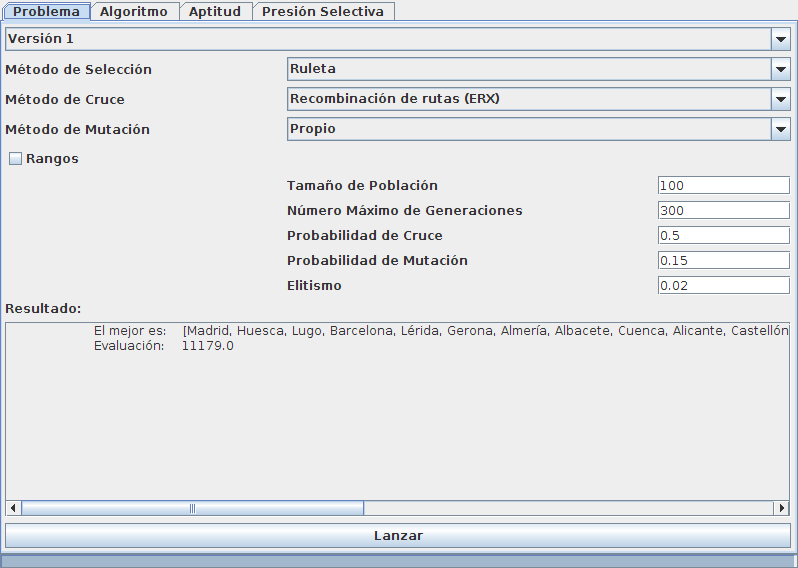 Problema Algoritmo Aptitud Presión Selectiva
Versión 1
Método de Selección Ruleta
Método de Cruce Recombinación de rutas (ERX)
Método de Mutación Propio
Rangos
Tamaño de Población 100
Número Máximo de Generaciones 300
Probabilidad de Cruce 0.5
Probabilidad de Mutación 0.15
Elitismo 0.02
Resultado:
El mejor es: [Madrid, Huesca, Lugo, Barcelona, Lérida, Gerona, Almería, Albacete, Cuenca, Alicante, Castellón
Evaluación: 11179.0
Lanzar